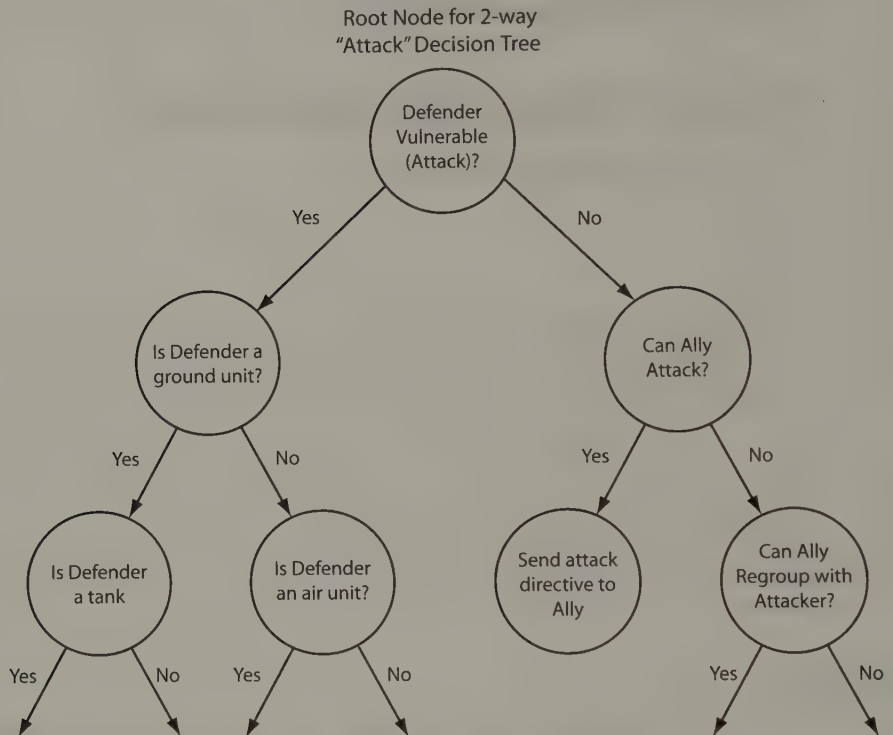 Root Node for 2-way
"Attack" Decision Tree
Defender
Vulnerable
(Attack)?
Yes
No
Is Defender a
ground unit?
Can Ally
Attack?
Yes
No
Yes
No
Is Defender
a tank
Is Defender
an air unit?
Send attack
directive to
Ally
Can Ally
Regroup with
Attacker?
Yes
No
Yes
No
Yes
No